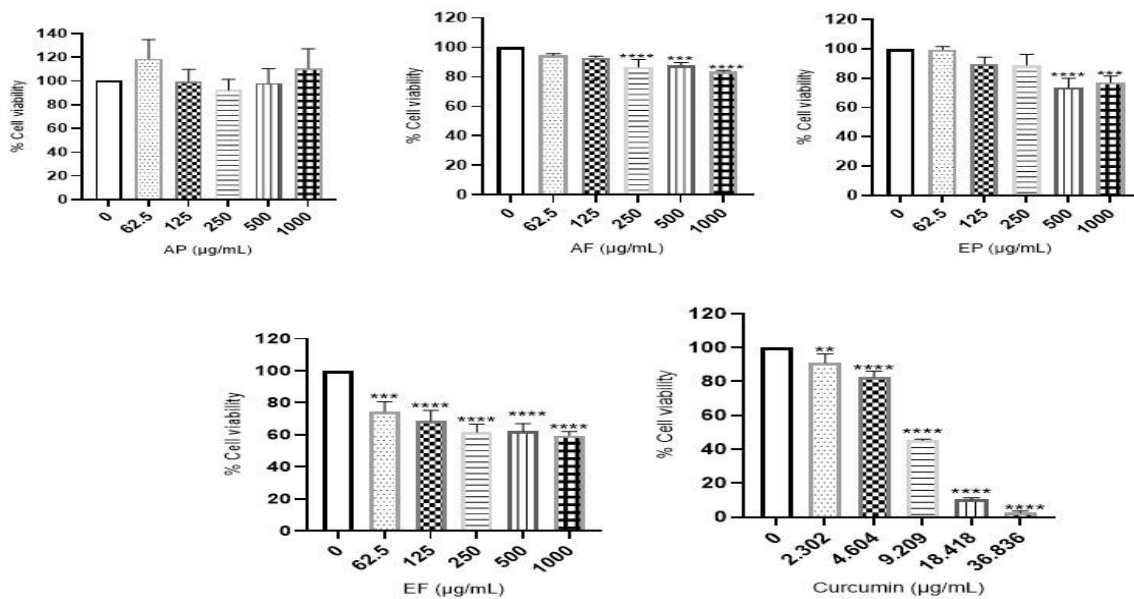 % Cell viability
140
120
100
80
60
40
20
0
0 62.5 125 250 500 1000
AP (µg/mL)
% Cell viability
120
100
80
60
40
20
0
**** *** ****
0 62.5 125 250 500 1000
AF (µg/mL)
% Cell viability
120
100
80
60
40
20
0
**** ***
0 62.5 125 250 500 1000
EP (µg/mL)
% Cell viability
120
100
80
60
40
20
0
*** **** **** **** ****
0 62.5 125 250 500 1000
EF (µg/mL)
% Cell viability
120
100
80
60
40
20
0
** **** **** **** ****
0 2.302 4.604 9.209 18.418 36.836
Curcumin (µg/mL)